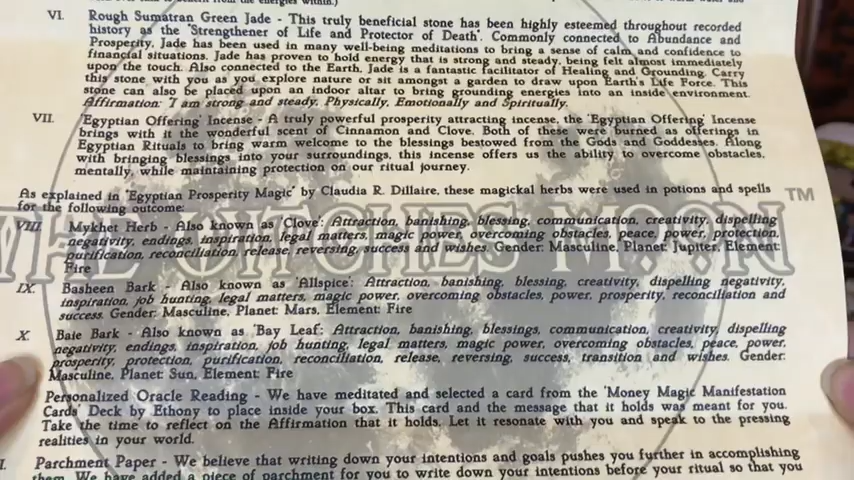 VI. Rough Sumatran Green Jade - This truly beneficial stone has been highly esteemed throughout recorded
history as the "Strengthener of Life and Protector of Death". Commonly connected to Abundance and
Prosperity, Jade has been used in many well-being meditations to bring a sense of calm and confidence to
financial situations. Jade has proven to hold energy that is strong and steady, being felt almost immediately
upon the touch. Also connected to the Earth, Jade is a fantastic facilitator of Healing and Grounding. Carry
this stone with you as you explore nature or sit amongst a garden to draw upon Earth's Life Force. This
stone can also be placed upon an indoor altar to bring grounding energies into an inside environment.
Affirmation: "I am strong and steady, Physically, Emotionally and Spiritually.
VII. 'Egyptian Offering' Incense - A truly powerful prosperity attracting incense, the 'Egyptian Offering' Incense
brings with it the wonderful scent of Cinnamon and Clove. Both of these were burned as offerings in
Egyptian Rituals to bring warm welcome to the blessings bestowed from the Gods and Goddesses. Along
with bringing blessings into your surroundings, this incense offers us the ability to overcome obstacles,
mentally, while maintaining protection on our ritual journey.
As explained in 'Egyptian Prosperity Magic' by Claudia R. Dillaire, these magickal herbs were used in potions and spells
for the following outcome:
THE WITCHES MOON™
VIII. Mykhet Herb - Also known as 'Clove': Attraction, banishing, blessing, communication, creativity, dispelling
negativity, endings, inspiration, legal matters, magic power, overcoming obstacles, peace, power, protection,
purification, reconciliation, release, reversing, success and wishes. Gender: Masculine, Planet: Jupiter, Element:
Fire
IX. Basheen Bark - Also known as 'Allspice': Attraction, banishing, blessing, creativity, dispelling negativity,
inspiration, job hunting, legal matters, magic power, overcoming obstacles, power, prosperity, reconciliation and
success. Gender: Masculine, Planet: Mars, Element: Fire
X. Baie Bark - Also known as 'Bay Leaf: Attraction, banishing, blessings, communication, creativity, dispelling
negativity, endings, inspiration, job hunting, legal matters, magic power, overcoming obstacles, peace, power,
prosperity, protection, purification, reconciliation, release, reversing, success, transition and wishes. Gender:
Masculine, Planet: Sun, Element: Fire
Personalized Oracle Reading - We have meditated and selected a card from the 'Money Magic Manifestation
Cards' Deck by Ethony to place inside your box. This card and the message that it holds was meant for you.
Take the time to reflect on the Affirmation that it holds. Let it resonate with you and speak to the pressing
realities in your world.
I. Parchment Paper - We believe that writing down your intentions and goals pushes you further in accomplishing
them. We have added a piece of parchment for you to write down your intentions before your ritual so that you